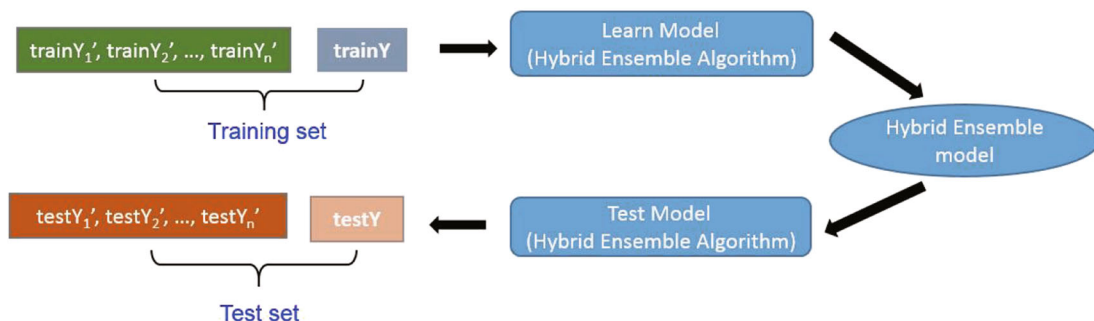 trainY₁', trainY₂', ..., trainYₙ'
trainY
Training set
Learn Model
(Hybrid Ensemble Algorithm)
Hybrid Ensemble
model
testY₁', testY₂', ..., testYₙ'
testY
Test set
Test Model
(Hybrid Ensemble Algorithm)